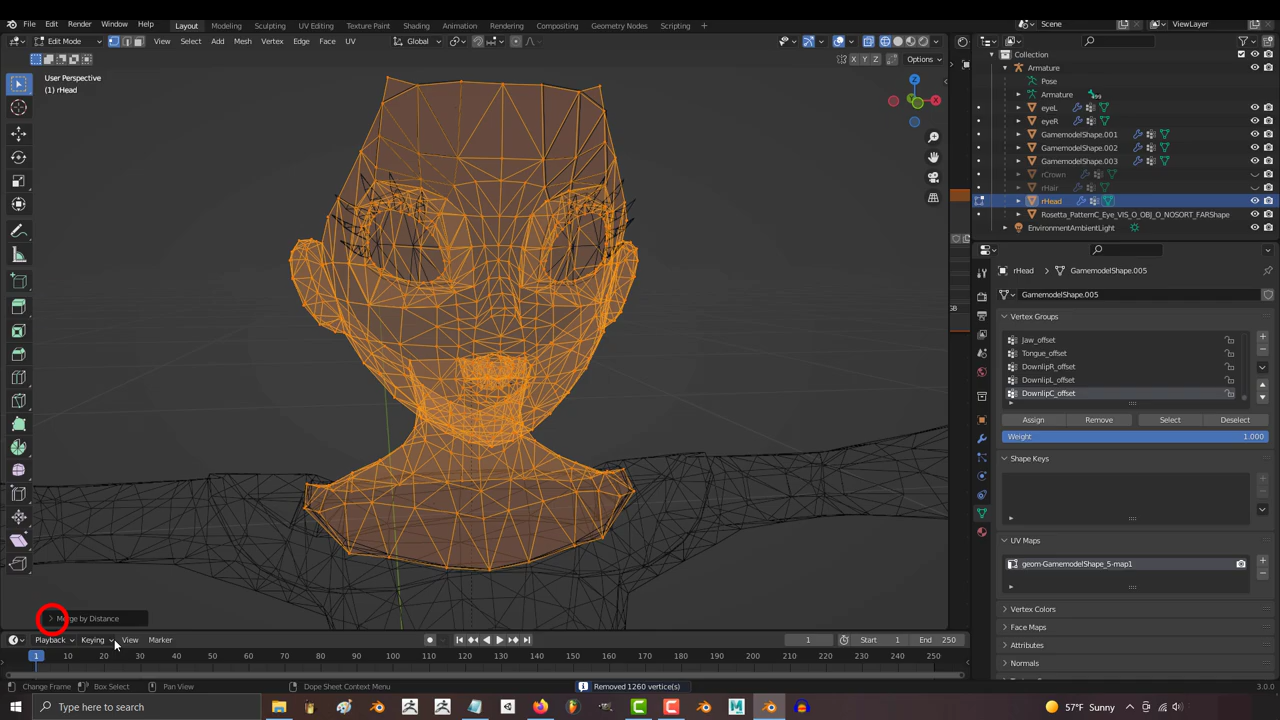 File Edit Render Window Help Layout Modeling Sculpting UV Editing Texture Paint Shading Animation Rendering Compositing Geometry Nodes Scripting + Scene ViewLayer
Edit Mode View Select Add Mesh Vertex Edge Face UV Global
X Y Z Options
User Perspective
(1) rHead
Z
X
Collection
Armature
Pose
Armature
eyeL
eyeR
GamemodelShape.001
GamemodelShape.002
GamemodelShape.003
rCrown
rHair
rHead
Rosetta_PatternC_Eye_VIS_O_OBJ_O_NOSORT_FARShape
EnvironmentAmbientLight
rHead > GamemodelShape.005
GamemodelShape.005
Vertex Groups
Jaw_offset
Tongue_offset
DownlipR_offset
DownlipL_offset
DownlipC_offset
Assign Remove Select Deselect
Weight 1.000
Shape Keys
UV Maps
geom-GamemodelShape_5-map1
Vertex Colors
Face Maps
Attributes
Normals
Merge by Distance
Playback Keying View Marker 1 Start 1 End 250
1 10 20 30 40 50 60 70 80 90 100 110 120 130 140 150 160 170 180 190 200 210 220 230 240 250
Change Frame Box Select Pan View Dope Sheet Context Menu Removed 1260 vertice(s) 3.0.0
Type here to search 57°F Sunny